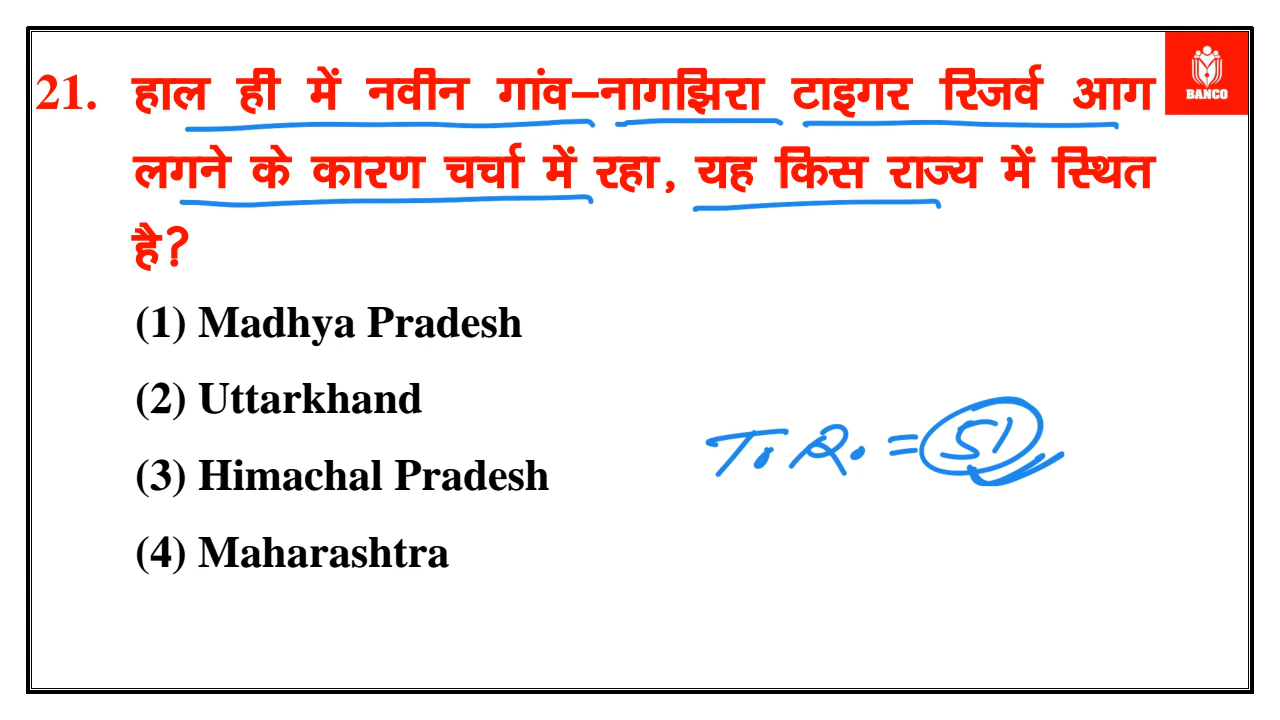 21. हाल ही में नवीन गांव–नागझिरा टाइगर रिजर्व आग
BANCO
लगने के कारण चर्चा में रहा, यह किस राज्य में स्थित
है?
(1) Madhya Pradesh
(2) Uttarkhand
T. R. = 51
(3) Himachal Pradesh
(4) Maharashtra